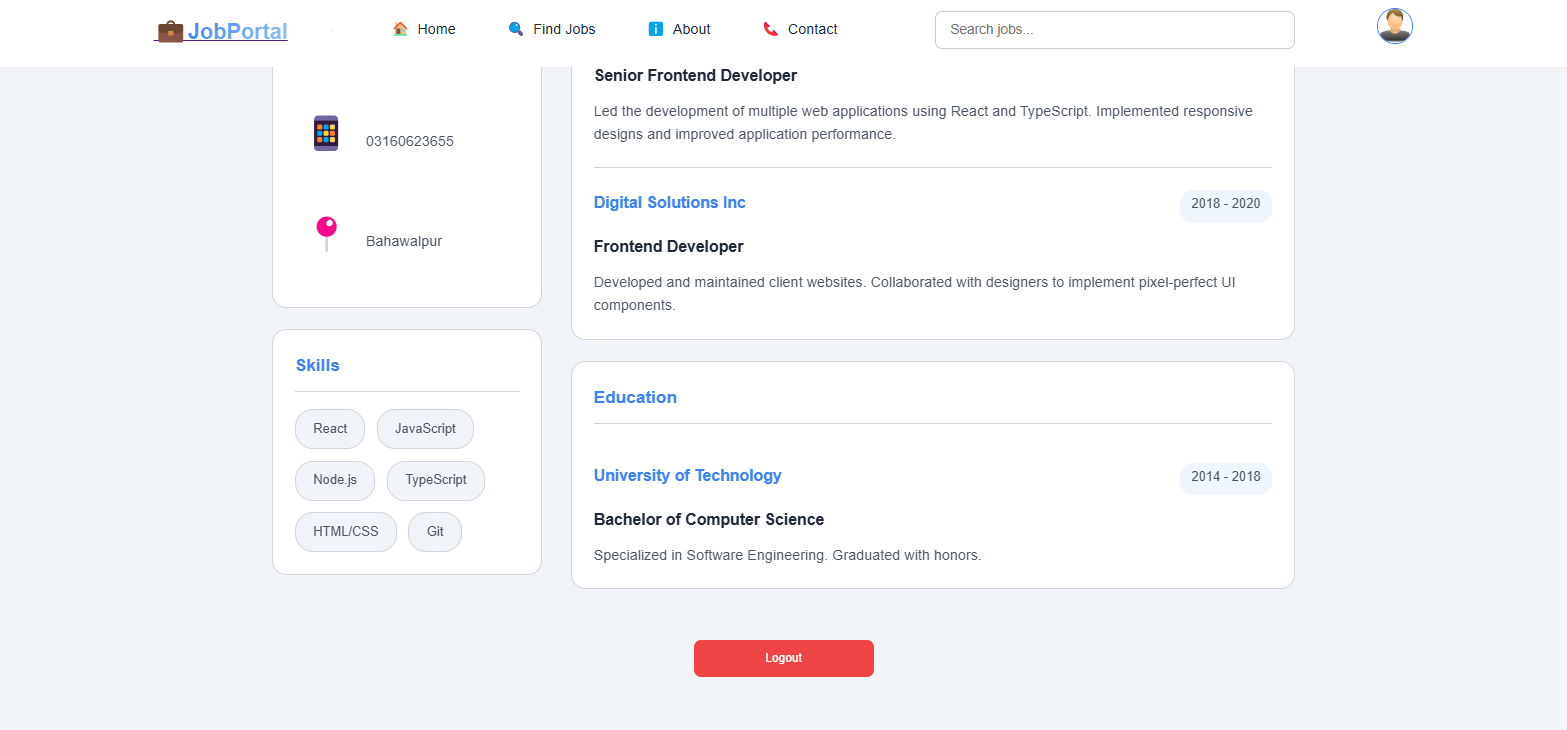 JobPortal
Home
Find Jobs
About
Contact
Search jobs...
03160623655
Bahawalpur
Skills
React
JavaScript
Node.js
TypeScript
HTML/CSS
Git
Senior Frontend Developer
Led the development of multiple web applications using React and TypeScript. Implemented responsive
designs and improved application performance.
Digital Solutions Inc
2018 - 2020
Frontend Developer
Developed and maintained client websites. Collaborated with designers to implement pixel-perfect UI
components.
Education
University of Technology
2014 - 2018
Bachelor of Computer Science
Specialized in Software Engineering. Graduated with honors.
Logout